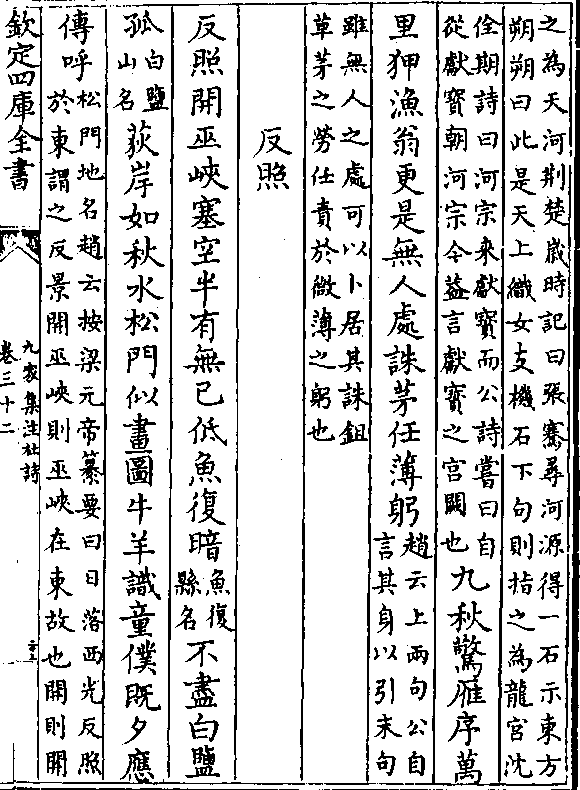 之為天河荆楚嵗時記曰張騫尋河源得一石示東方
朔朔曰此是天上織女支機石下句則指之為龍宫沈
佺期詩曰河宗来獻寳而公詩嘗曰自
從獻寳朝河宗今葢言獻寳之宫闕也
九秋驚雁序萬
里狎漁翁更是無人處誅茅任薄躬
趙云上兩句公自
言其身以引末句
雖無人之處可以卜居其誅鉏
草茅之勞任責於微薄之躬也
反照
反照開巫峽塞空半有無已低魚復暗
魚復
縣名
不盡白鹽
孤
白鹽
山名
荻岸如秋水松門似畫圖牛羊識童僕既夕應
傳呼
松門地名趙云按梁元帝纂要曰日落西光反照
於東謂之反景開巫峽則巫峽在東故也開則開
欽定四庫全書
九家集注杜詩
卷三十二